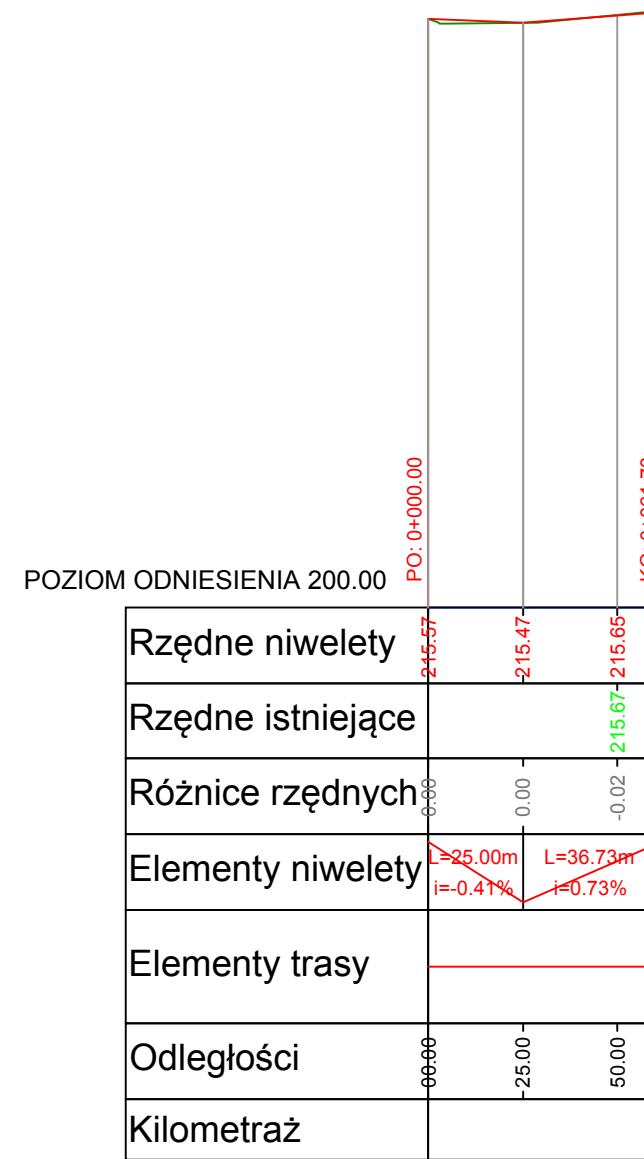 PO: 0+000.00
POZIOM ODNIESIENIA 200.00
Rzędne niwelety 215.57 215.47 215.65
Rzędne istniejące 215.67
Różnice rzędnych 0.00 0.00 -0.02
Elementy niwelety L=25.00m L=36.73m
i=-0.41% i=0.73%
Elementy trasy
Odległości 00.00 25.00 50.00
Kilometraż